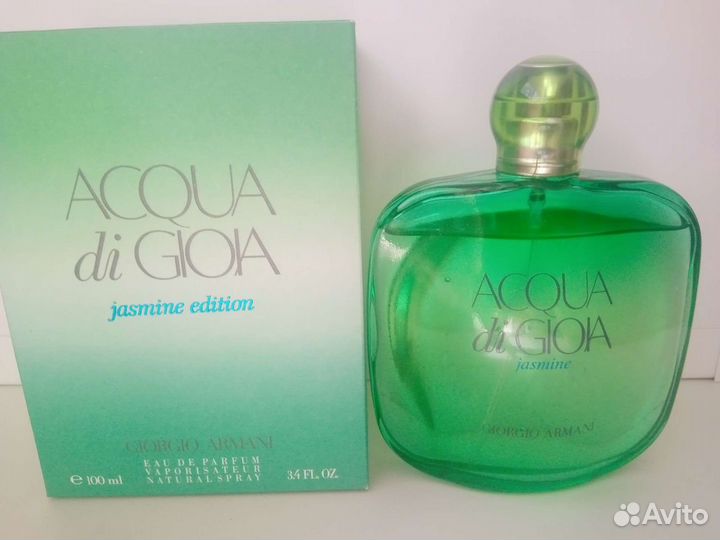 ACQUA
di GIOIA
jasmine edition
GIORGIO ARMANI
EAU DE PARFUM
VAPORISATEUR
NATURAL SPRAY
e 100 ml
3.4 FL. OZ.
ACQUA
di GIOIA
jasmine
GIORGIO ARMANI
Avito